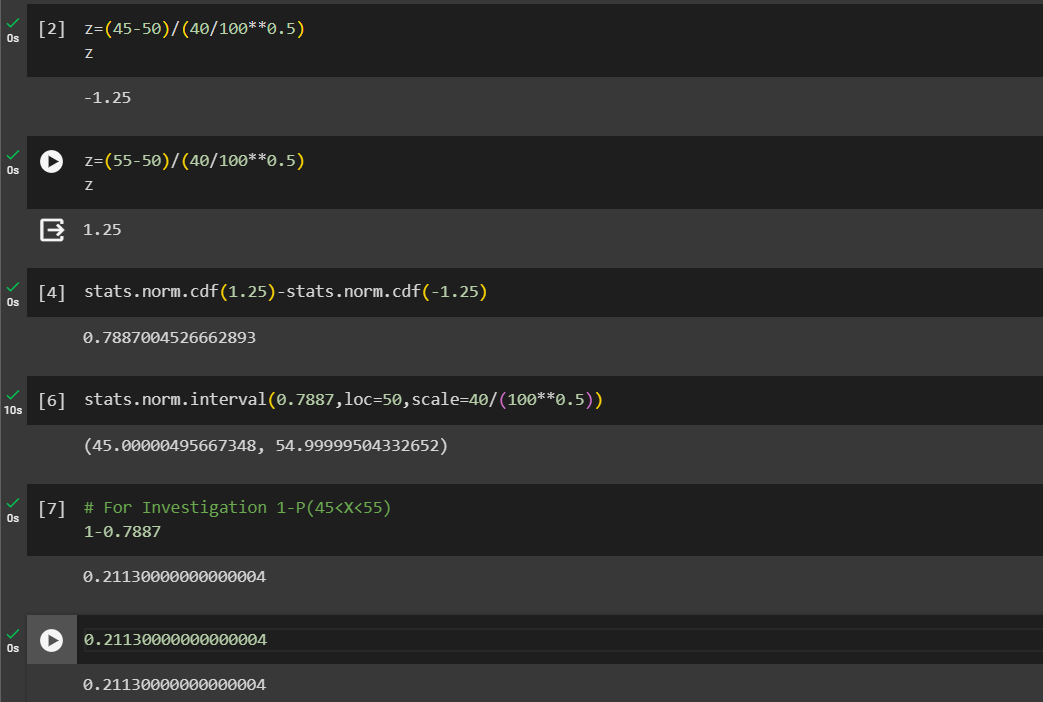 [2] z=(45-50)/(40/100**0.5)
0s
z
-1.25
z=(55-50)/(40/100**0.5)
0s
z
1.25
[4] stats.norm.cdf(1.25)-stats.norm.cdf(-1.25)
0s
0.7887004526662893
[6] stats.norm.interval(0.7887,loc=50,scale=40/(100**0.5))
10s
(45.00000495667348, 54.99999504332652)
[7] # For Investigation 1-P(45<X<55)
0s
1-0.7887
0.21130000000000004
0.21130000000000004
0s
0.21130000000000004